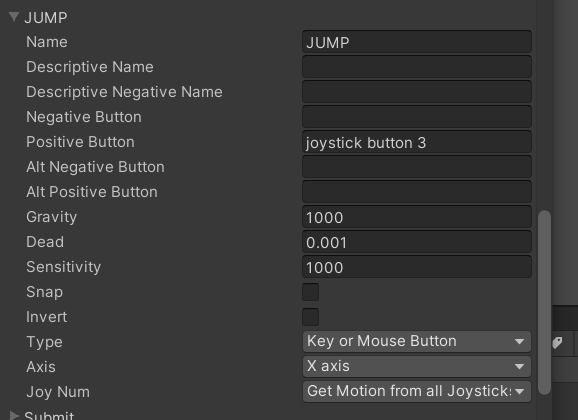 JUMP
Name JUMP
Descriptive Name
Descriptive Negative Name
Negative Button
Positive Button joystick button 3
Alt Negative Button
Alt Positive Button
Gravity 1000
Dead 0.001
Sensitivity 1000
Snap
Invert
Type Key or Mouse Button
Axis X axis
Joy Num Get Motion from all Joysticks
Submit